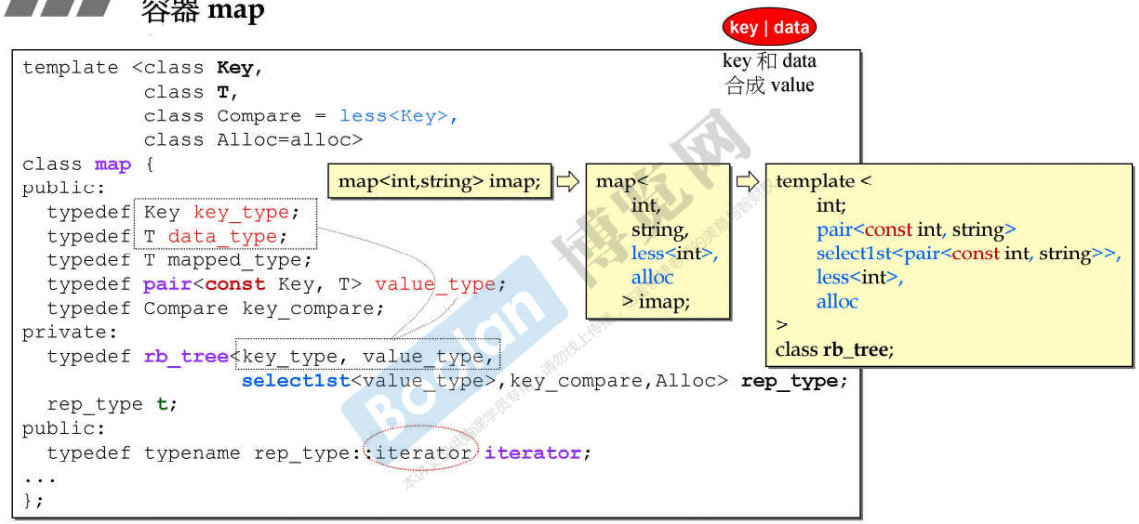 容器 map
key | data
key 和 data
合成 value
template <class Key,
class T,
class Compare = less<Key>,
class Alloc=alloc>
class map {
public:
typedef Key key_type;
typedef T data_type;
typedef T mapped_type;
typedef pair<const Key, T> value_type;
typedef Compare key_compare;
private:
typedef rb_tree<key_type, value_type,
select1st<value_type>,key_compare,Alloc> rep_type;
rep_type t;
public:
typedef typename rep_type::iterator iterator;
...
};
map<int,string> imap;
map<
int,
string,
less<int>,
alloc
> imap;
template <
int;
pair<const int, string>
select1st<pair<const int, string>>,
less<int>,
alloc
>
class rb_tree;
Boolan
博览网